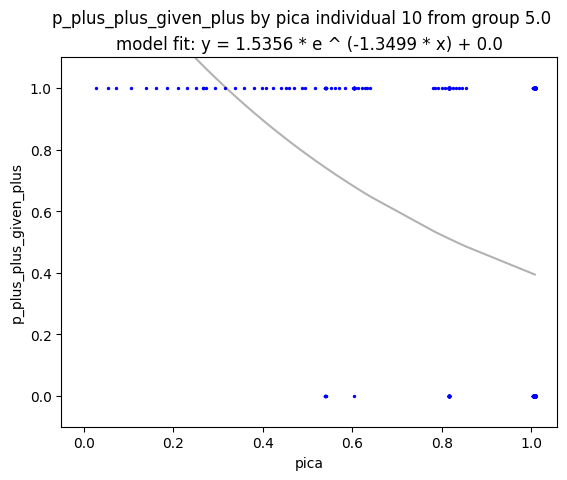 p_plus_plus_given_plus by pica individual 10 from group 5.0
model fit: y = 1.5356 * e ^ (-1.3499 * x) + 0.0
1.0
0.8
0.6
0.4
0.2
0.0
p_plus_plus_given_plus
0.0 0.2 0.4 0.6 0.8 1.0
pica